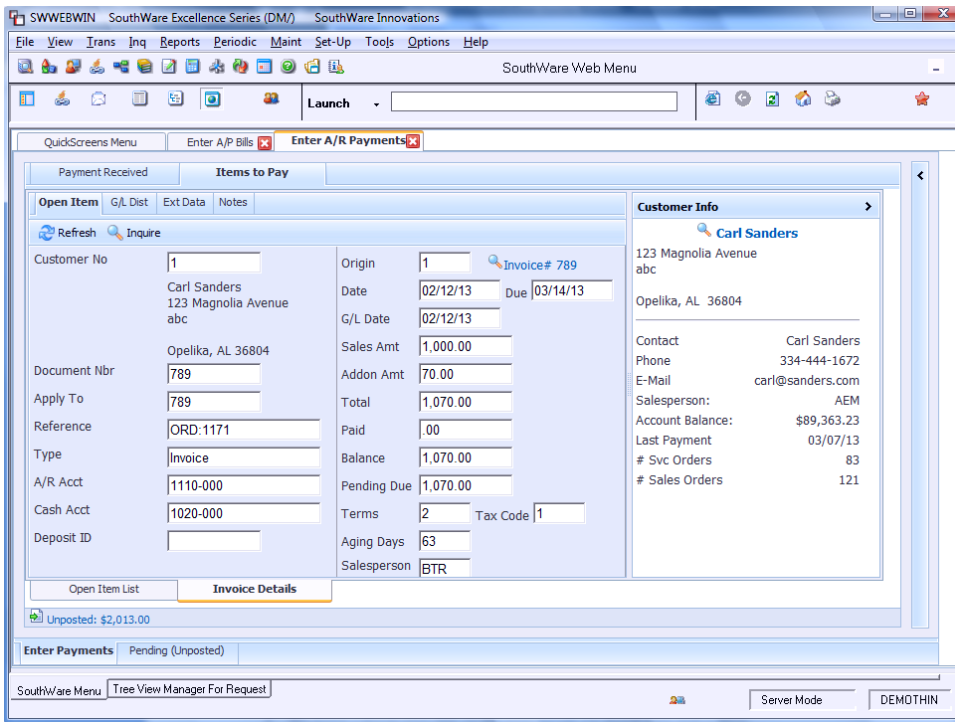 SWWEBWIN SouthWare Excellence Series (DM/) SouthWare Innovations
File View Trans Inq Reports Periodic Maint Set-Up Tools Options Help
SouthWare Web Menu
Launch
QuickScreens Menu Enter A/P Bills Enter A/R Payments
Payment Received Items to Pay
Open Item G/L Dist Ext Data Notes
Refresh Inquire
Customer No 1
Carl Sanders
123 Magnolia Avenue
abc
Opelika, AL 36804
Document Nbr 789
Apply To 789
Reference ORD:1171
Type Invoice
A/R Acct 1110-000
Cash Acct 1020-000
Deposit ID
Origin 1 Invoice# 789
Date 02/12/13 Due 03/14/13
G/L Date 02/12/13
Sales Amt 1,000.00
Addon Amt 70.00
Total 1,070.00
Paid .00
Balance 1,070.00
Pending Due 1,070.00
Terms 2 Tax Code 1
Aging Days 63
Salesperson BTR
Customer Info
Carl Sanders
123 Magnolia Avenue
abc
Opelika, AL 36804
Contact Carl Sanders
Phone 334-444-1672
E-Mail carl@sanders.com
Salesperson: AEM
Account Balance: $89,363.23
Last Payment 03/07/13
# Svc Orders 83
# Sales Orders 121
Open Item List Invoice Details
Unposted: $2,013.00
Enter Payments Pending (Unposted)
SouthWare Menu Tree View Manager For Request
Server Mode DEMOTHIN